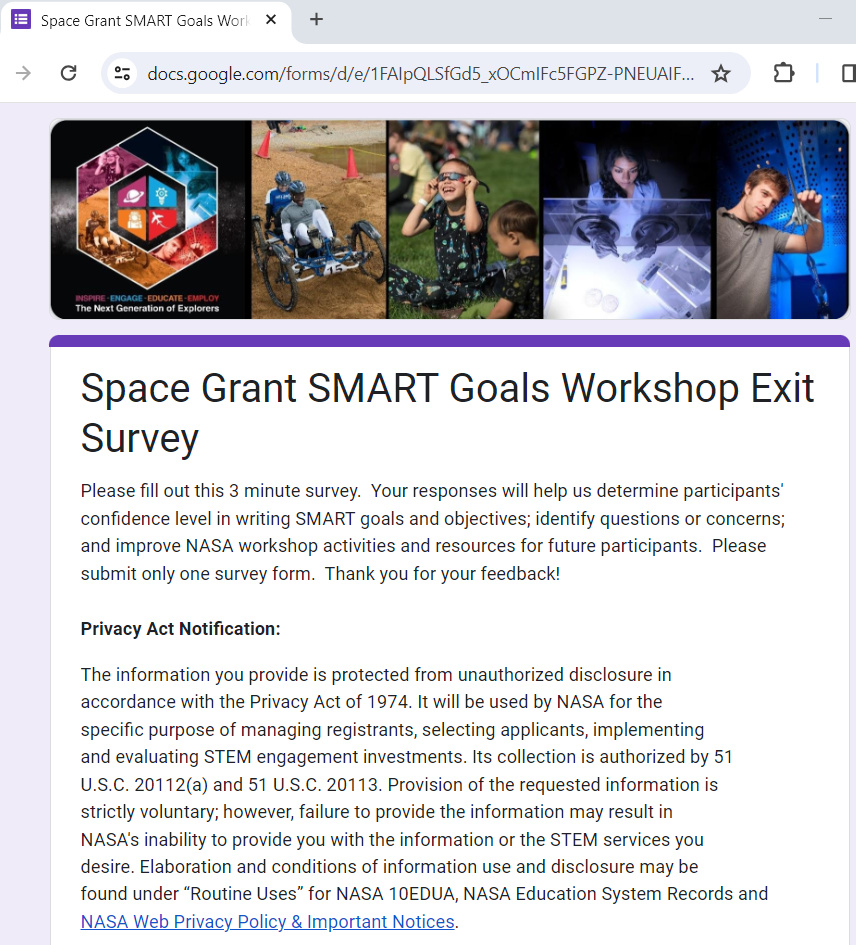 Space Grant SMART Goals Work
docs.google.com/forms/d/e/1FAIpQLSfGd5_xOCmIFc5FGPZ-PNEUAIF...
INSPIRE - ENGAGE - EDUCATE - EMPLOY
The Next Generation of Explorers
15
Space Grant SMART Goals Workshop Exit
Survey
Please fill out this 3 minute survey.  Your responses will help us determine participants'
confidence level in writing SMART goals and objectives; identify questions or concerns;
and improve NASA workshop activities and resources for future participants.  Please
submit only one survey form.  Thank you for your feedback!
Privacy Act Notification:
The information you provide is protected from unauthorized disclosure in
accordance with the Privacy Act of 1974. It will be used by NASA for the
specific purpose of managing registrants, selecting applicants, implementing
and evaluating STEM engagement investments. Its collection is authorized by 51
U.S.C. 20112(a) and 51 U.S.C. 20113. Provision of the requested information is
strictly voluntary; however, failure to provide the information may result in
NASA's inability to provide you with the information or the STEM services you
desire. Elaboration and conditions of information use and disclosure may be
found under “Routine Uses” for NASA 10EDUA, NASA Education System Records and
NASA Web Privacy Policy & Important Notices.